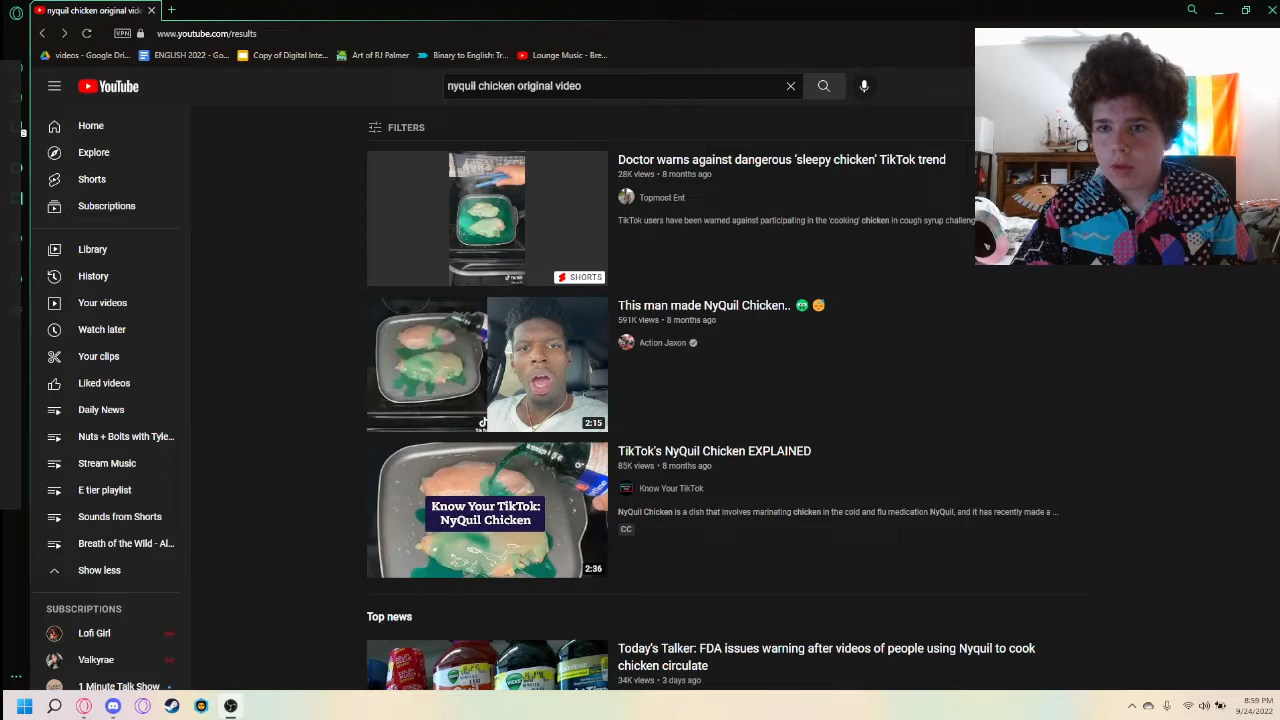 nyquil chicken original vide
VPN
www.youtube.com/results
videos - Google Dri...
ENGLISH 2022 - Go...
Copy of Digital Inte...
Art of RJ Palmer
Binary to English: Tr...
Lounge Music - Bre...
YouTube
nyquil chicken original video
Home
Explore
Shorts
Subscriptions
Library
History
Your videos
Watch later
Your clips
Liked videos
Daily News
Nuts + Bolts with Tyle...
Stream Music
E tier playlist
Sounds from Shorts
Breath of the Wild - Al...
Show less
SUBSCRIPTIONS
Lofi Girl
Valkyrae
1 Minute Talk Show
FILTERS
SHORTS
Doctor warns against dangerous 'sleepy chicken' TikTok trend
28K views • 8 months ago
Topmost Ent
TikTok users have been warned against participating in the 'cooking' chicken in cough syrup challeng
2:15
This man made NyQuil Chicken..
591K views • 8 months ago
Action Jaxon
Know Your TikTok:
NyQuil Chicken
2:36
TikTok's NyQuil Chicken EXPLAINED
85K views • 8 months ago
Know Your TikTok
NyQuil Chicken is a dish that involves marinating chicken in the cold and flu medication NyQuil, and it has recently made a ...
CC
Top news
Today's Talker: FDA issues warning after videos of people using Nyquil to cook
chicken circulate
34K views • 3 days ago
8:59 PM
9/24/2022